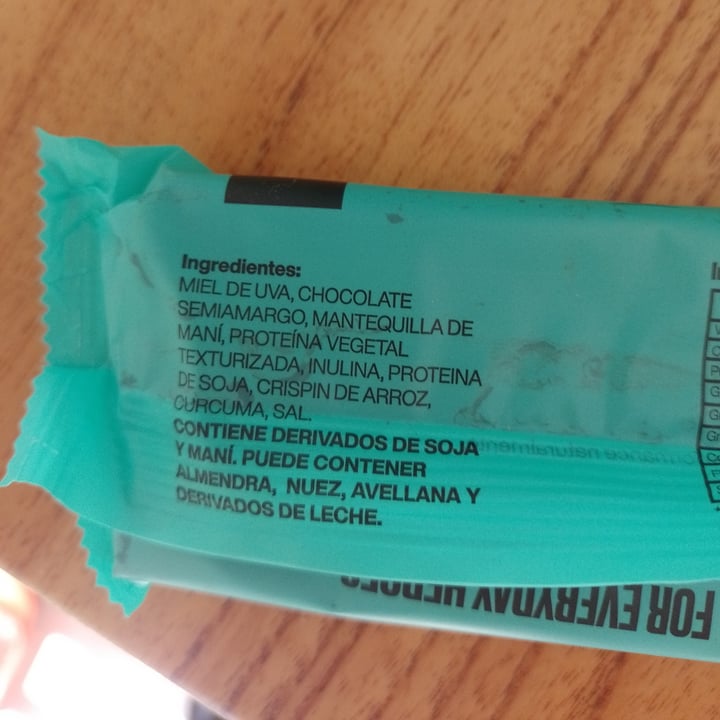 Ingredientes:
MIEL DE UVA, CHOCOLATE
SEMIAMARGO, MANTEQUILLA DE
MANÍ, PROTEÍNA VEGETAL
TEXTURIZADA, INULINA, PROTEINA
DE SOJA, CRISPIN DE ARROZ,
CURCUMA, SAL.
CONTIENE DERIVADOS DE SOJA
Y MANÍ. PUEDE CONTENER
ALMENDRA, NUEZ, AVELLANA Y
DERIVADOS DE LECHE.
FOR EVERYDAY HEROES